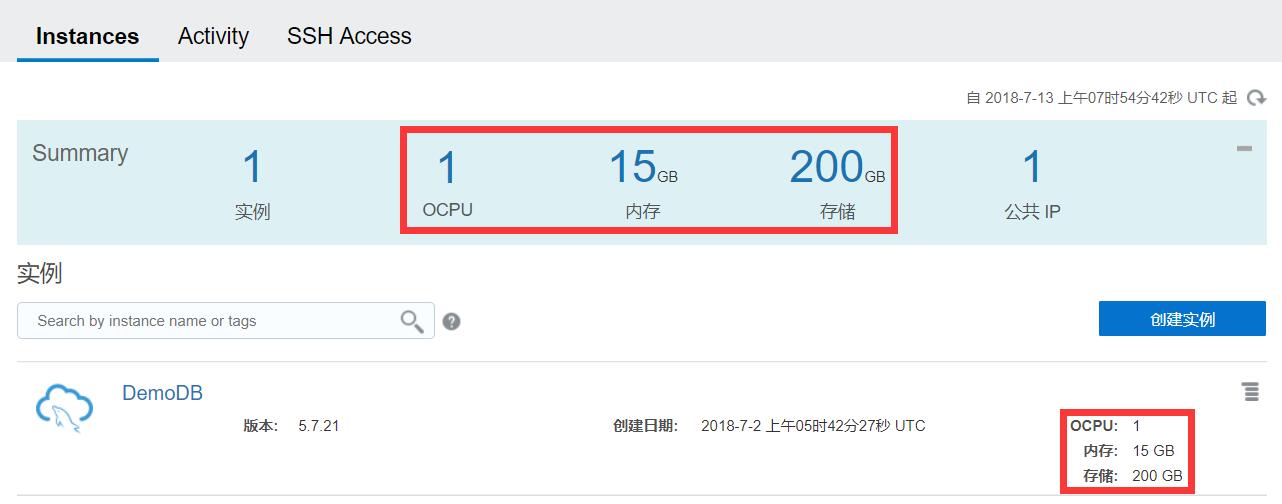 Instances Activity SSH Access
自 2018-7-13 上午07时54分42秒 UTC 起
Summary
1 1 15GB 200GB 1
实例 OCPU 内存 存储 公共 IP
实例
Search by instance name or tags ?
创建实例
DemoDB
版本: 5.7.21 创建日期: 2018-7-2 上午05时42分27秒 UTC OCPU: 1
内存: 15 GB
存储: 200 GB